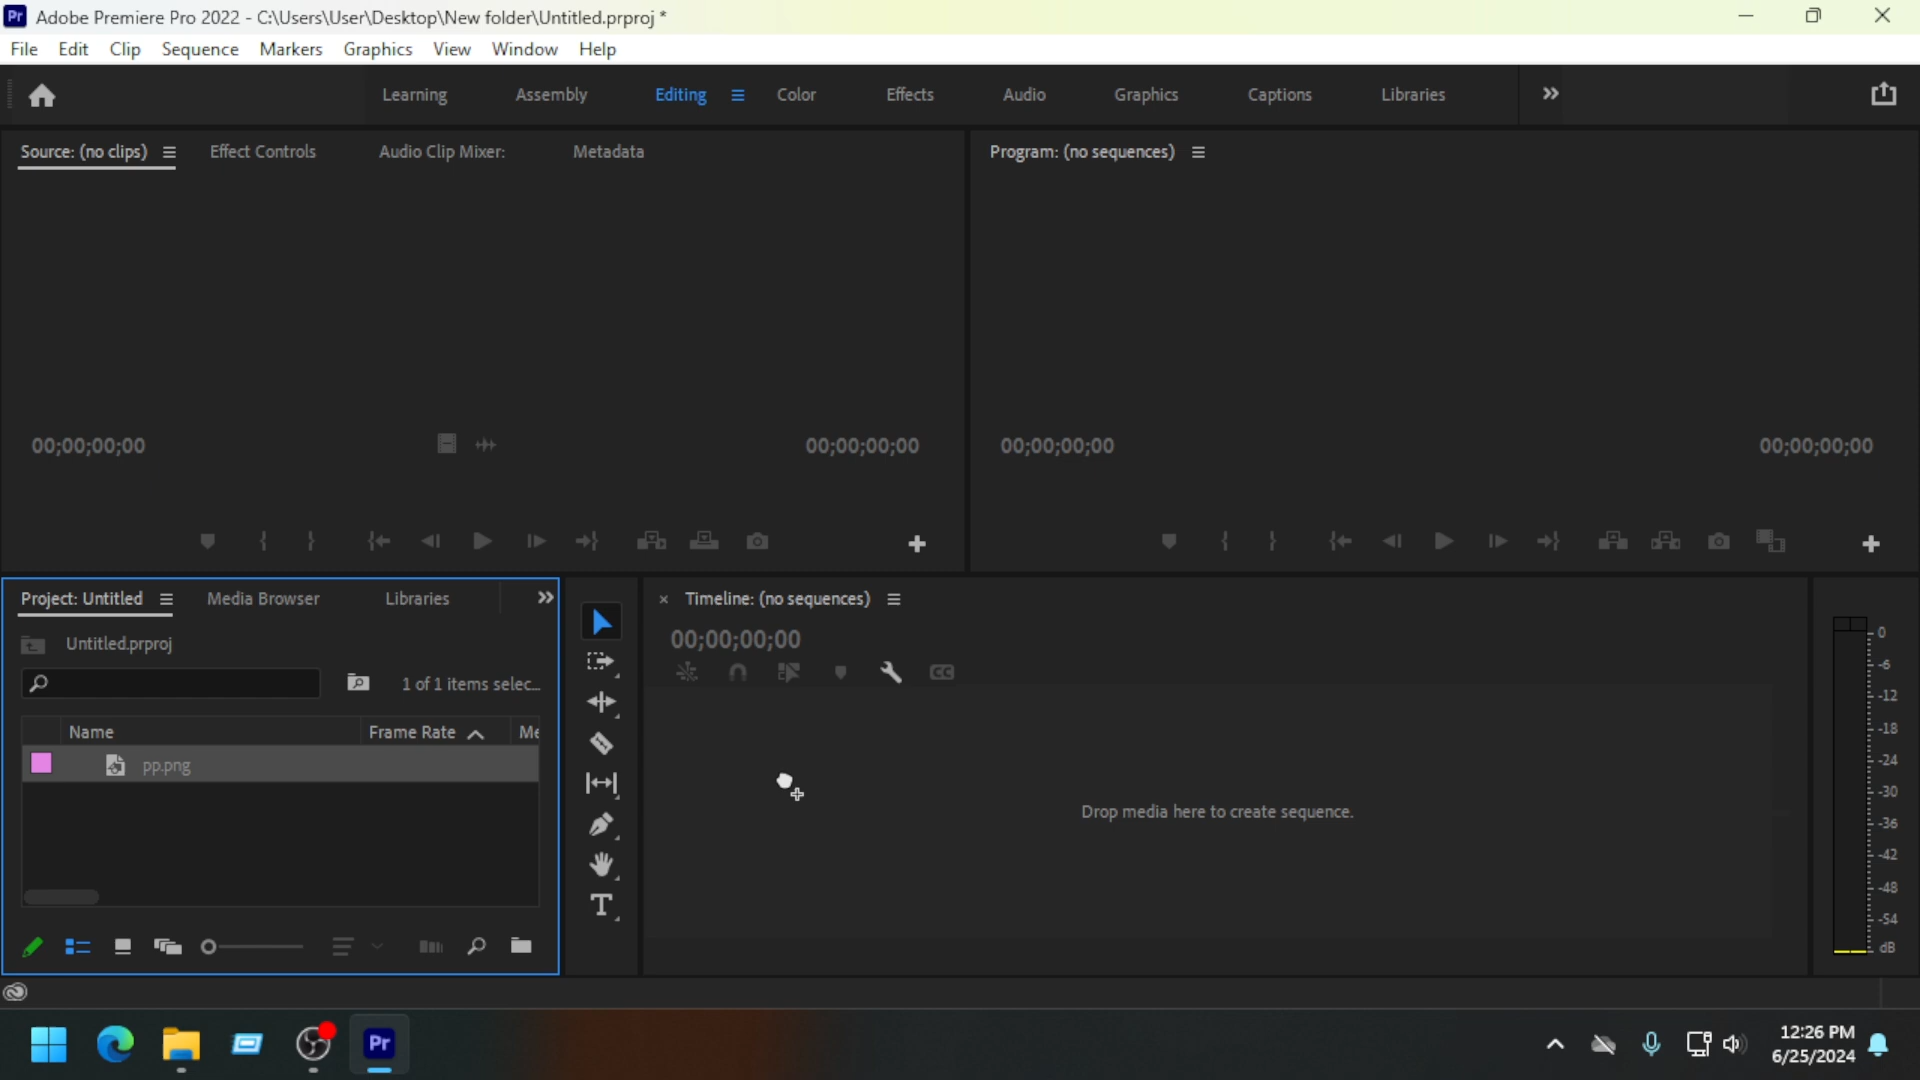 Pr Adobe Premiere Pro 2022 - C:\Users\User\Desktop\New folder\Untitled.prproj *
File Edit Clip Sequence Markers Graphics View Window Help
Learning Assembly Editing Color Effects Audio Graphics Captions Libraries
Source: (no clips) Effect Controls Audio Clip Mixer: Metadata
Program: (no sequences)
00;00;00;00 00;00;00;00
00;00;00;00 00;00;00;00
Project: Untitled Media Browser Libraries
Untitled.prproj
1 of 1 items selec...
Name Frame Rate Me
pp.png
Timeline: (no sequences)
00;00;00;00
CC
Drop media here to create sequence.
0
-6
-12
-18
-24
-30
-36
-42
-48
-54
dB
Pr
12:26 PM
6/25/2024